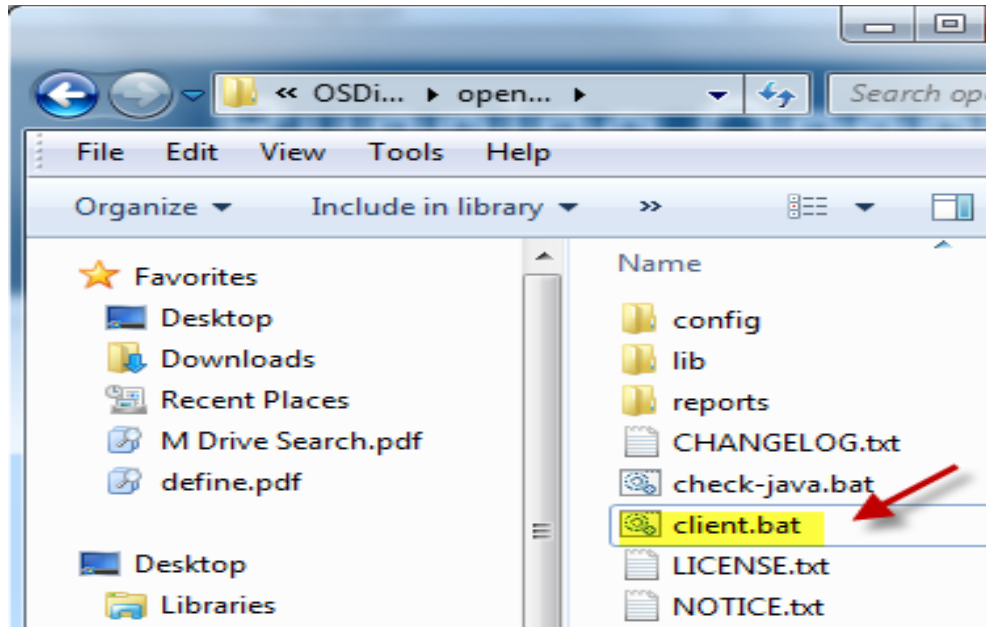 « OSDi... ▸ open... ▸
Search ope
File Edit View Tools Help
Organize Include in library »
Favorites
Desktop
Downloads
Recent Places
M Drive Search.pdf
define.pdf
Desktop
Libraries
Name
config
lib
reports
CHANGELOG.txt
check-java.bat
client.bat
LICENSE.txt
NOTICE.txt